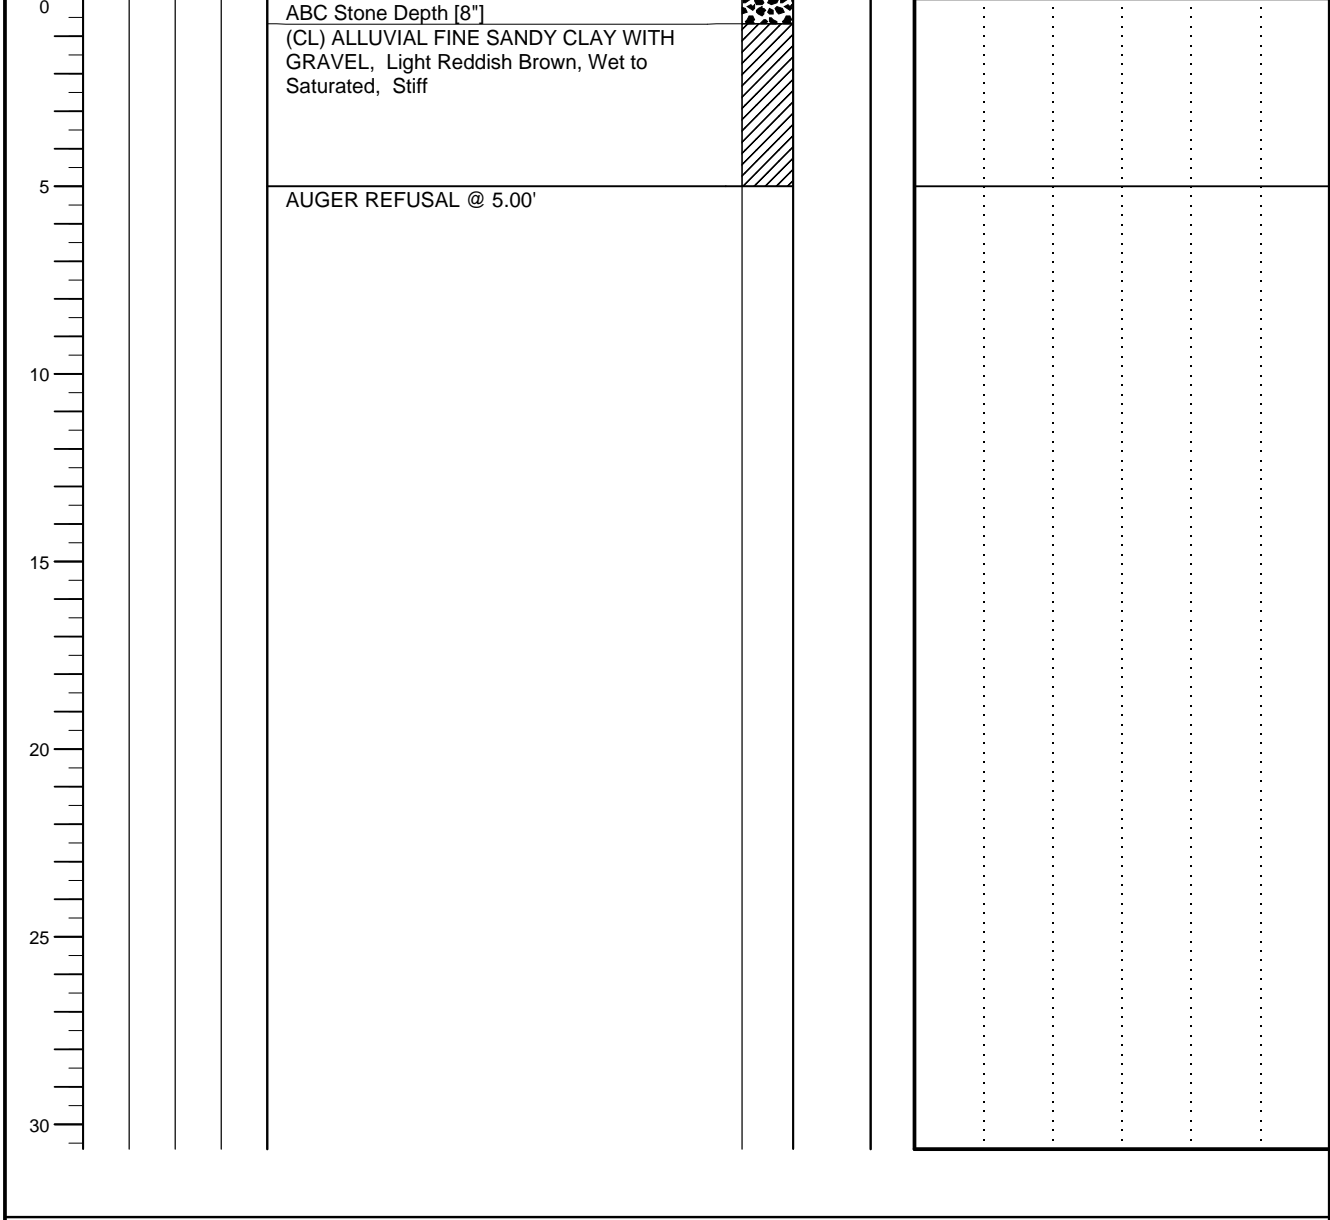 0
ABC Stone Depth [8"]
(CL) ALLUVIAL FINE SANDY CLAY WITH
GRAVEL, Light Reddish Brown, Wet to
Saturated, Stiff
5
AUGER REFUSAL @ 5.00'
10
15
20
25
30